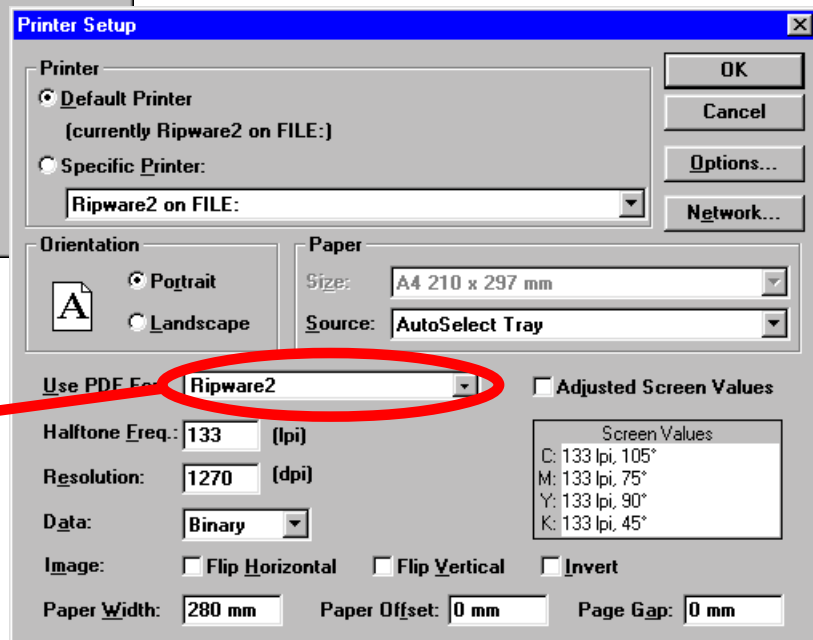 Printer Setup
Printer
Default Printer
(currently Ripware2 on FILE:)
Specific Printer:
Ripware2 on FILE:
OK
Cancel
Options...
Network...
Orientation
A
Portrait
Landscape
Paper
Size: A4 210 x 297 mm
Source: AutoSelect Tray
Use PDF Ripware2
Adjusted Screen Values
Halftone Freq.: 133 (lpi)
Resolution: 1270 (dpi)
Data: Binary
Screen Values
C: 133 lpi, 105°
M: 133 lpi, 75°
Y: 133 lpi, 90°
K: 133 lpi, 45°
Image: Flip Horizontal Flip Vertical Invert
Paper Width: 280 mm Paper Offset: 0 mm Page Gap: 0 mm